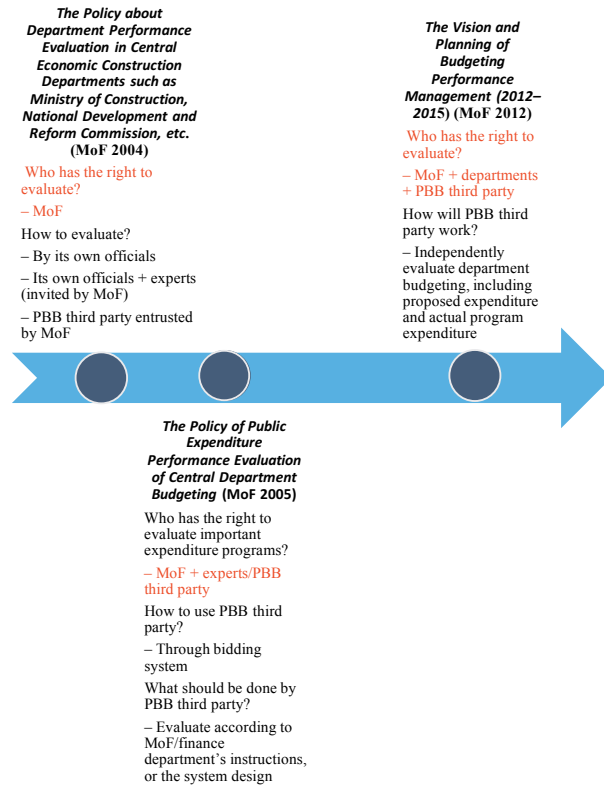 The Policy about
Department Performance
Evaluation in Central
Economic Construction
Departments such as
Ministry of Construction,
National Development and
Reform Commission, etc.
(MoF 2004)
Who has the right to
evaluate?
– MoF
How to evaluate?
– By its own officials
– Its own officials + experts
(invited by MoF)
– PBB third party entrusted
by MoF
The Policy of Public
Expenditure
Performance Evaluation
of Central Department
Budgeting (MoF 2005)
Who has the right to
evaluate important
expenditure programs?
– MoF + experts/PBB
third party
How to use PBB third
party?
– Through bidding
system
What should be done by
PBB third party?
– Evaluate according to
MoF/finance
department’s instructions,
or the system design
The Vision and
Planning of
Budgeting
Performance
Management (2012–
2015) (MoF 2012)
Who has the right to
evaluate?
– MoF + departments
+ PBB third party
How will PBB third
party work?
– Independently
evaluate department
budgeting, including
proposed expenditure
and actual program
expenditure